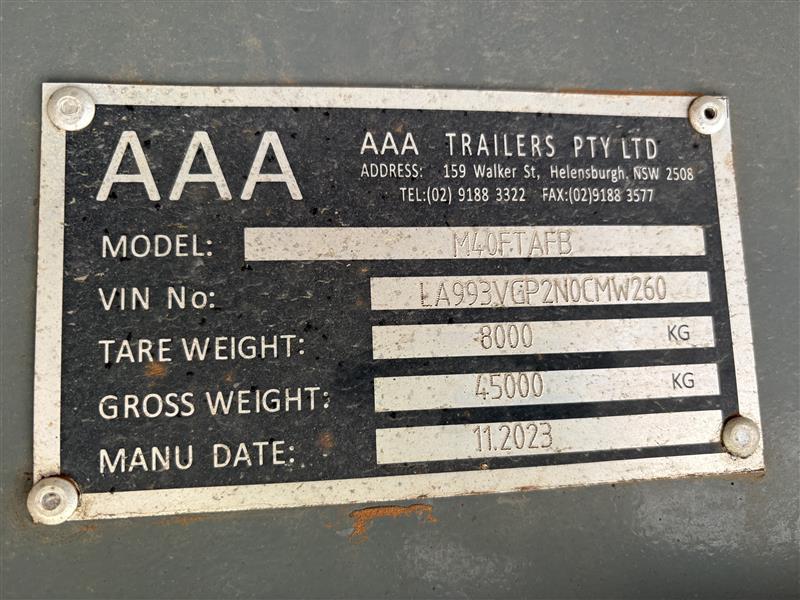 AAA
AAA TRAILERS PTY LTD
ADDRESS: 159 Walker St, Helensburgh. NSW 2508
TEL:(02) 9188 3322 FAX:(02)9188 3577
MODEL: M40FTAFB
VIN No: LA993VGP2N0CMW260
TARE WEIGHT: 8000 KG
GROSS WEIGHT: 45000 KG
MANU DATE: 11.2023